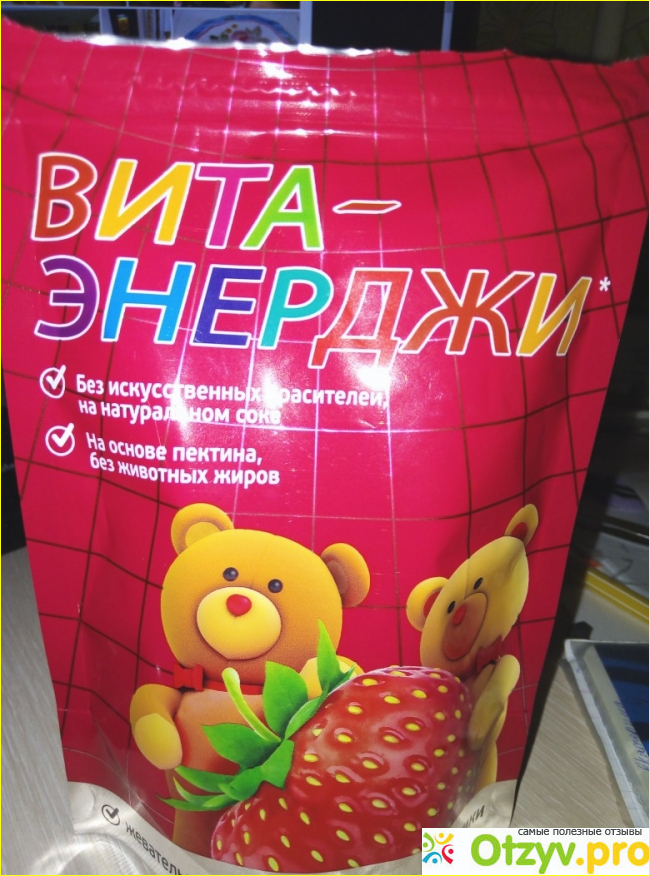 ВИТА-
ЭНЕРДЖИ*
Без искусственных красителей,
на натуральном соке
На основе пектина,
без животных жиров
самые полезные отзывы
Otzyv.pro